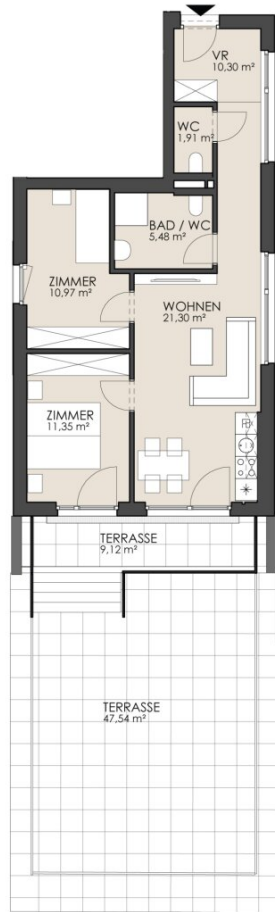 VR
10,30 m²
WC
1,91 m²
BAD / WC
5,48 m²
ZIMMER
10,97 m²
WOHNEN
21,30 m²
ZIMMER
11,35 m²
TERRASSE
9,12 m²
TERRASSE
47,54 m²